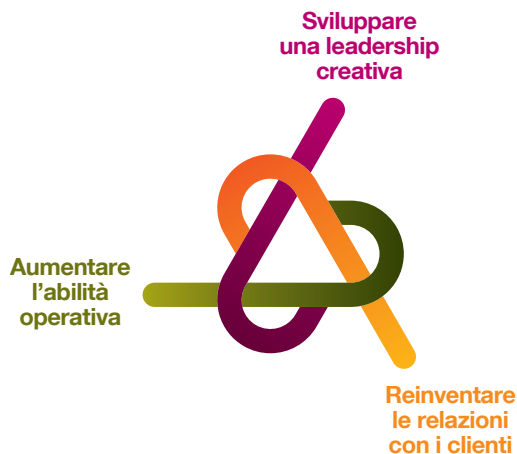 Sviluppare
una leadership
creativa
Aumentare
l'abilità
operativa
Reinventare
le relazioni
con i clienti